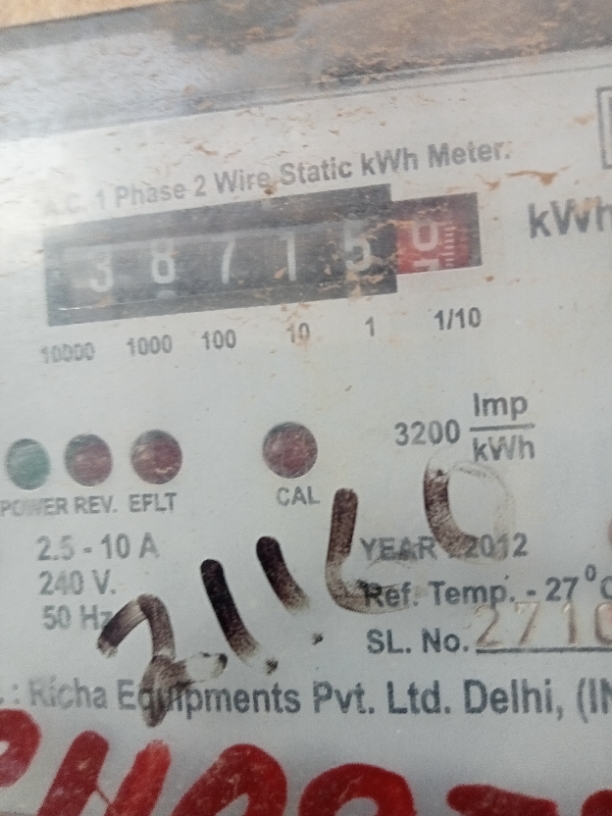 A.C. 1 Phase 2 Wire Static kWh Meter.
3 8 7 1 5 kWh
10000 1000 100 10 1 1/10
3200 Imp/kWh
POWER REV. EFLT CAL
2.5 - 10 A
240 V.
50 Hz
YEAR 2012
Ref. Temp. - 27°C
SL. No. 2710
: Richa Equipments Pvt. Ltd. Delhi, (IN